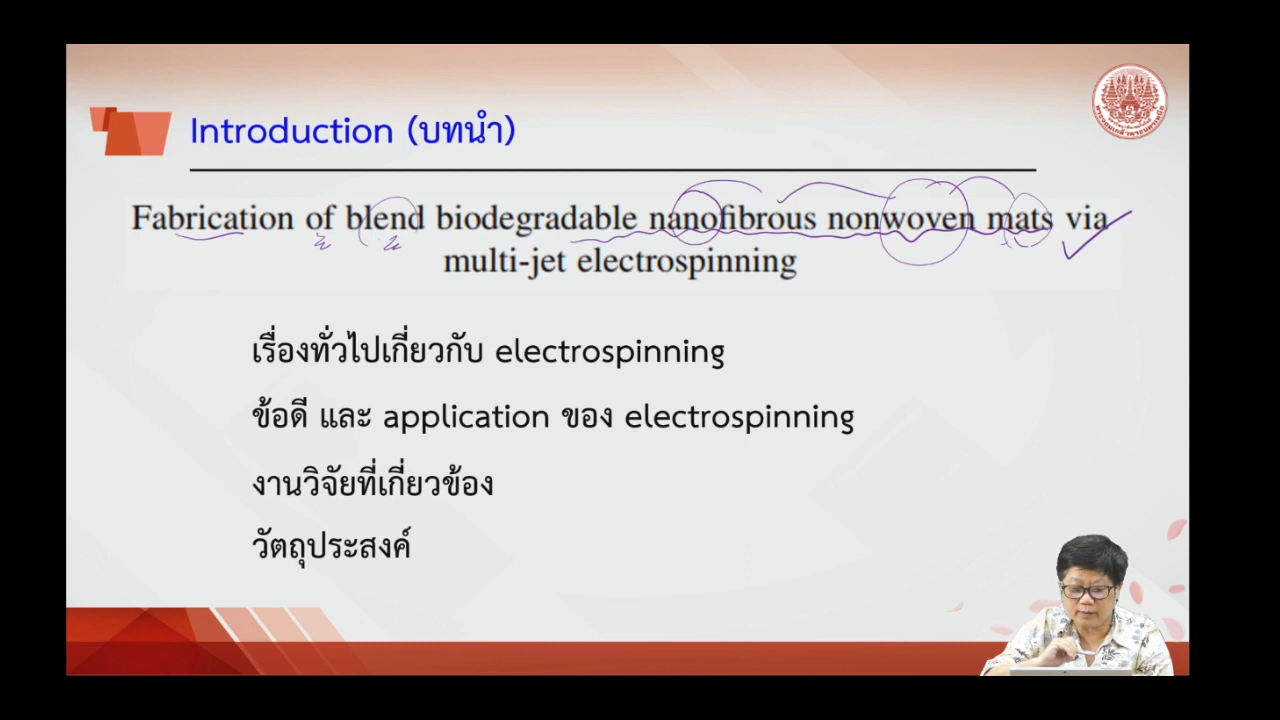 Introduction (บทนำ)
Fabrication of blend biodegradable nanofibrous nonwoven mats via
multi-jet electrospinning
เรื่องทั่วไปเกี่ยวกับ electrospinning
ข้อดี และ application ของ electrospinning
งานวิจัยที่เกี่ยวข้อง
วัตถุประสงค์